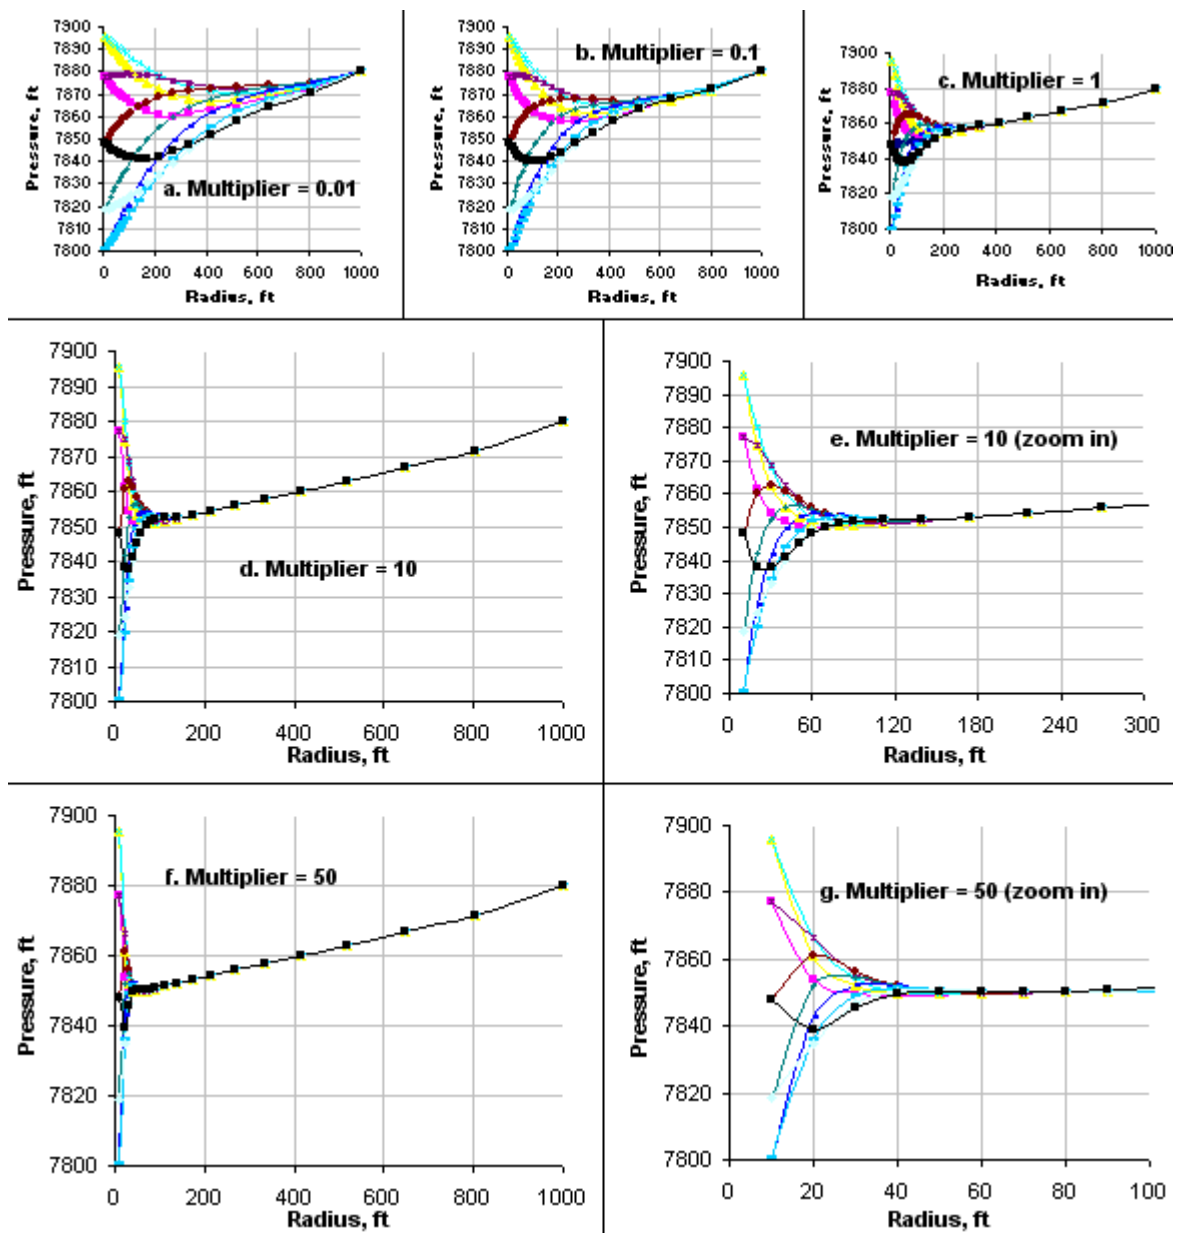 7900
7890
7880
7870
7860
7850
7840
7830
7820
7810
7800
Pressure, ft
a. Multiplier = 0.01
0 200 400 600 800 1000
Radius, ft
7900
7890
7880
7870
7860
7850
7840
7830
7820
7810
7800
Pressure, ft
b. Multiplier = 0.1
0 200 400 600 800 1000
Radius, ft
7900
7880
7860
7840
7820
7800
Pressure, ft
c. Multiplier = 1
0 200 400 600 800 1000
Radius, ft
7900
7890
7880
7870
7860
7850
7840
7830
7820
7810
7800
Pressure, ft
d. Multiplier = 10
0 200 400 600 800 1000
Radius, ft
7900
7890
7880
7870
7860
7850
7840
7830
7820
7810
7800
Pressure, ft
e. Multiplier = 10 (zoom in)
0 60 120 180 240 300
Radius, ft
7900
7880
7860
7840
7820
7800
Pressure, ft
f. Multiplier = 50
0 200 400 600 800 1000
Radius, ft
7900
7880
7860
7840
7820
7800
Pressure, ft
g. Multiplier = 50 (zoom in)
0 20 40 60 80 100
Radius, ft